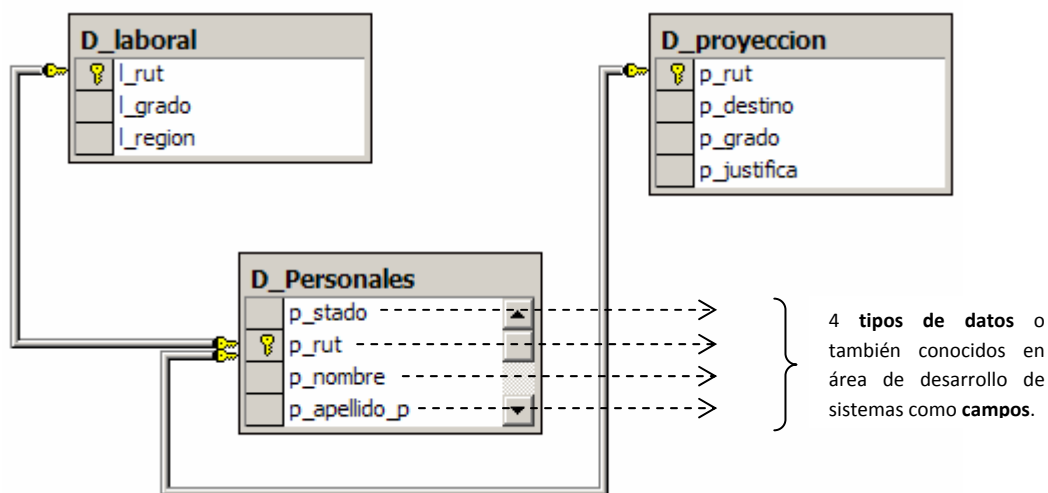 D_laboral
l_rut
l_grado
l_region
D_proyeccion
p_rut
p_destino
p_grado
p_justifica
D_Personales
p_stado
p_rut
p_nombre
p_apellido_p
4 tipos de datos o
también conocidos en
área de desarrollo de
sistemas como campos.